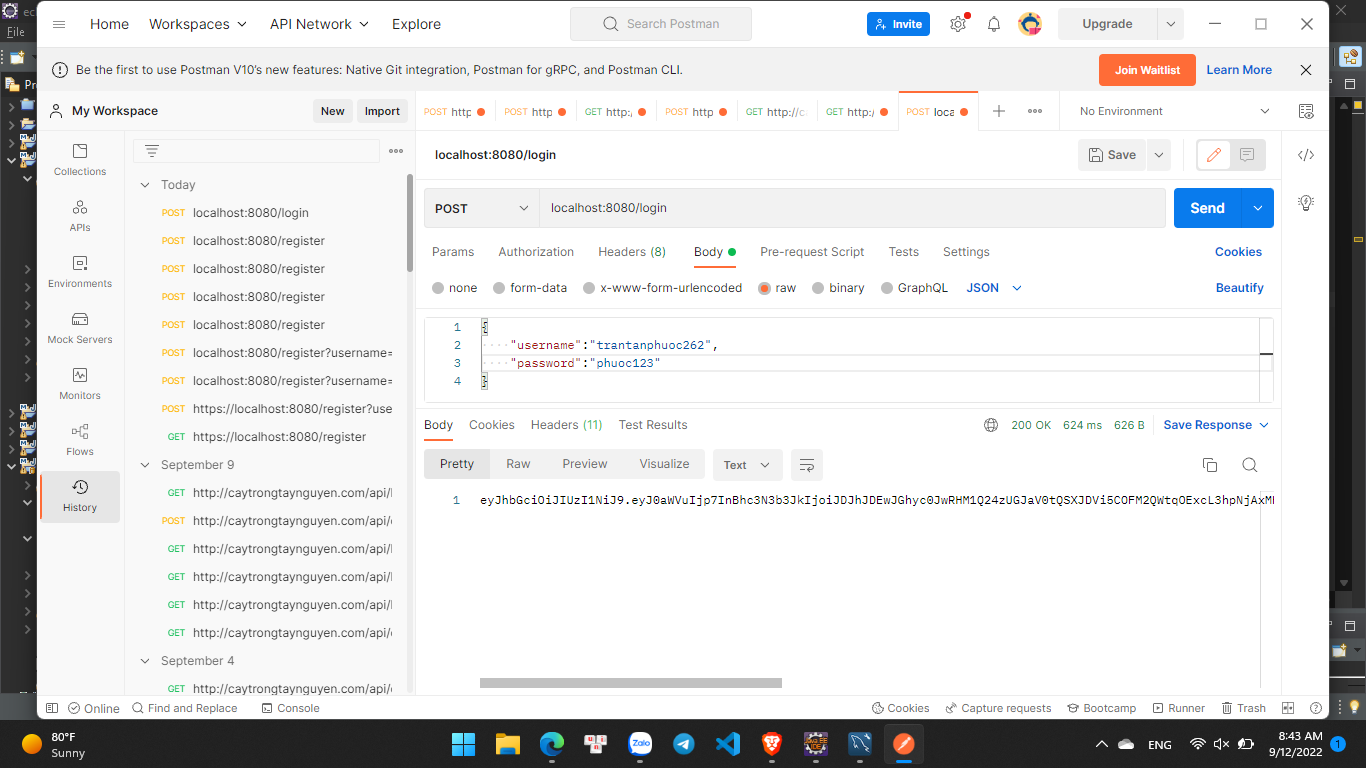 Home Workspaces API Network Explore Search Postman Invite Upgrade
File
Be the first to use Postman V10's new features: Native Git integration, Postman for gRPC, and Postman CLI. Join Waitlist Learn More
My Workspace New Import
POST http POST http GET http:/ POST http GET http://c GET http:/ POST loca No Environment
Collections
APIs
Environments
Mock Servers
Monitors
Flows
History
Today
POST localhost:8080/login
POST localhost:8080/register
POST localhost:8080/register
POST localhost:8080/register
POST localhost:8080/register
POST localhost:8080/register?username=
POST localhost:8080/register?username=
POST https://localhost:8080/register?use
GET https://localhost:8080/register
September 9
GET http://caytrongtaynguyen.com/api/
POST http://caytrongtaynguyen.com/api/
GET http://caytrongtaynguyen.com/api/
GET http://caytrongtaynguyen.com/api/
GET http://caytrongtaynguyen.com/api/
GET http://caytrongtaynguyen.com/api/
September 4
GET http://caytrongtaynguyen.com/api/
localhost:8080/login Save
POST localhost:8080/login Send
Params Authorization Headers (8) Body Pre-request Script Tests Settings Cookies
none form-data x-www-form-urlencoded raw binary GraphQL JSON Beautify
1 {
2 "username":"trantanphuoc262",
3 "password":"phuoc123"
4 }
Body Cookies Headers (11) Test Results 200 OK 624 ms 626 B Save Response
Pretty Raw Preview Visualize Text
1
Online Find and Replace Console Cookies Capture requests Bootcamp Runner Trash
80°F
Sunny
Zalo
ENG
8:43 AM
9/12/2022
1